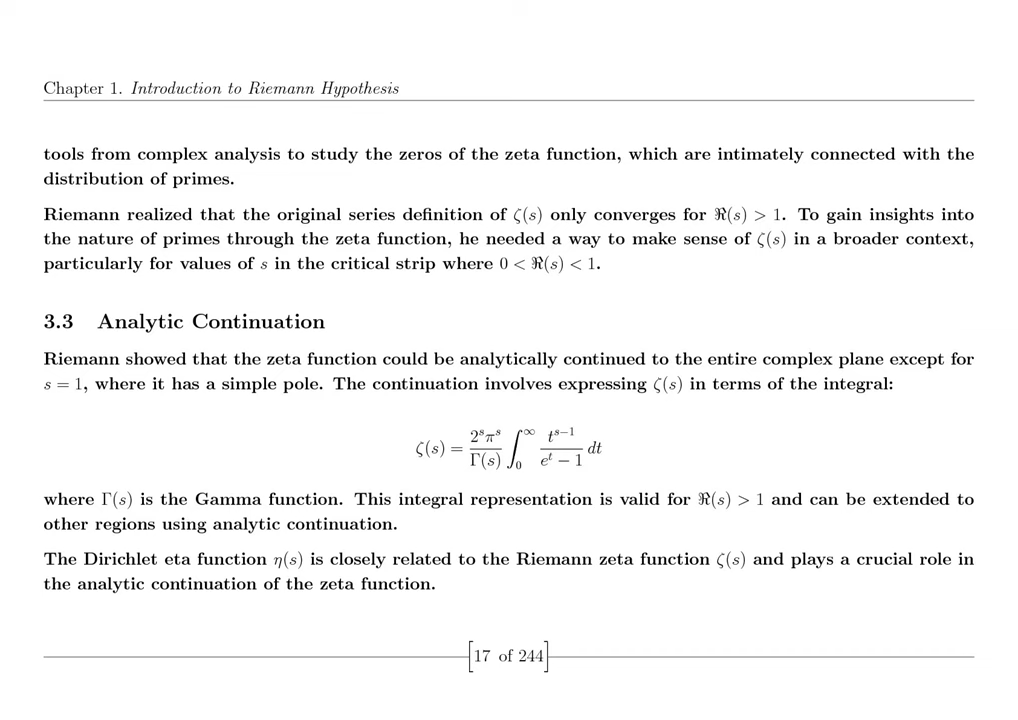 Chapter 1. Introduction to Riemann Hypothesis
tools from complex analysis to study the zeros of the zeta function, which are intimately connected with the
distribution of primes.
Riemann realized that the original series definition of ζ(s) only converges for ℜ(s) > 1. To gain insights into
the nature of primes through the zeta function, he needed a way to make sense of ζ(s) in a broader context,
particularly for values of s in the critical strip where 0 < ℜ(s) < 1.
3.3 Analytic Continuation
Riemann showed that the zeta function could be analytically continued to the entire complex plane except for
s = 1, where it has a simple pole. The continuation involves expressing ζ(s) in terms of the integral:
ζ(s) = \frac{2^s π^s}{Γ(s)} ∫_0^∞ \frac{t^{s−1}}{e^t − 1} dt
where Γ(s) is the Gamma function. This integral representation is valid for ℜ(s) > 1 and can be extended to
other regions using analytic continuation.
The Dirichlet eta function η(s) is closely related to the Riemann zeta function ζ(s) and plays a crucial role in
the analytic continuation of the zeta function.
[17 of 244]